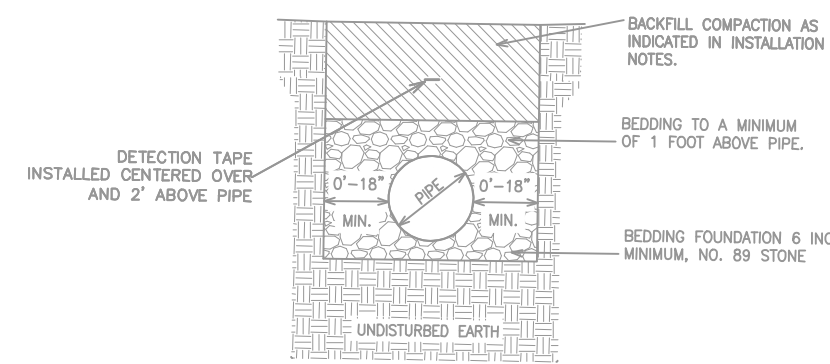 BACKFILL COMPACTION AS
INDICATED IN INSTALLATION
NOTES.
BEDDING TO A MINIMUM
OF 1 FOOT ABOVE PIPE.
DETECTION TAPE
INSTALLED CENTERED OVER
AND 2' ABOVE PIPE
0'-18"
MIN.
PIPE
0'-18"
MIN.
BEDDING FOUNDATION 6 INC
MINIMUM, NO. 89 STONE
UNDISTURBED EARTH